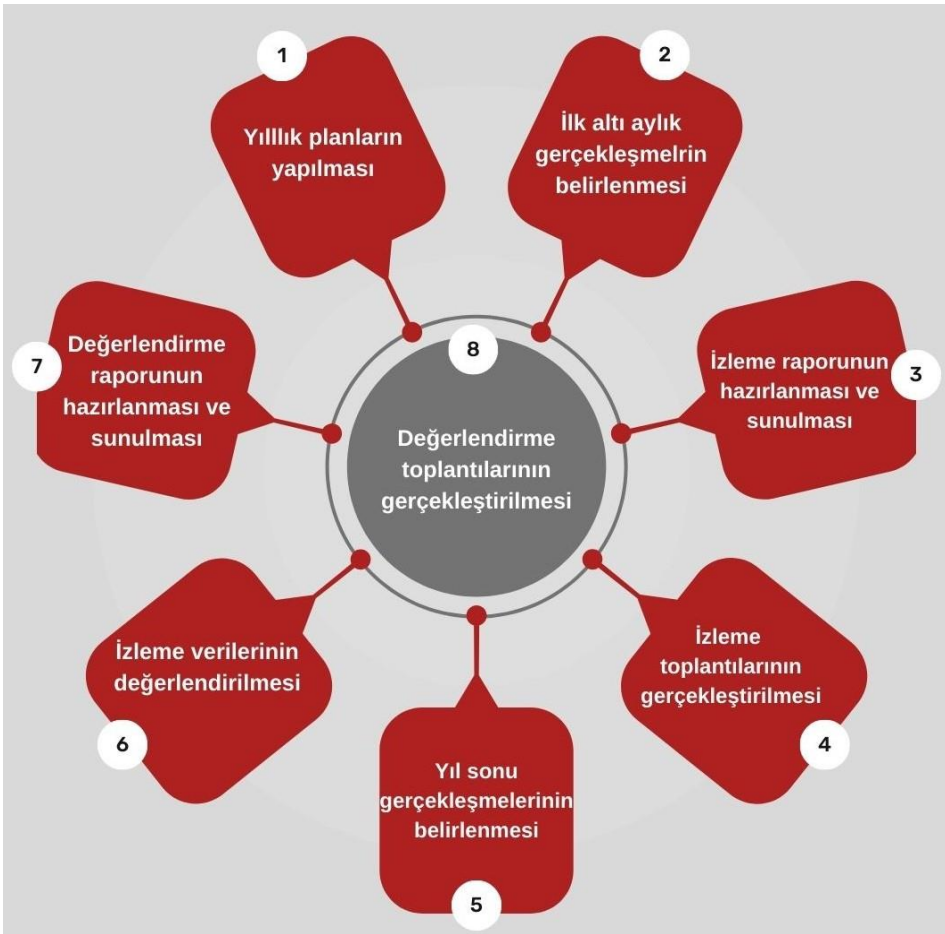 1
Yılllık planların
yapılması
2
İlk altı aylık
gerçekleşmelrin
belirlenmesi
3
İzleme raporunun
hazırlanması ve
sunulması
4
İzleme
toplantılarının
gerçekleştirilmesi
5
Yıl sonu
gerçekleşmelerinin
belirlenmesi
6
İzleme verilerinin
değerlendirilmesi
7
Değerlendirme
raporunun
hazırlanması ve
sunulması
8
Değerlendirme
toplantılarının
gerçekleştirilmesi